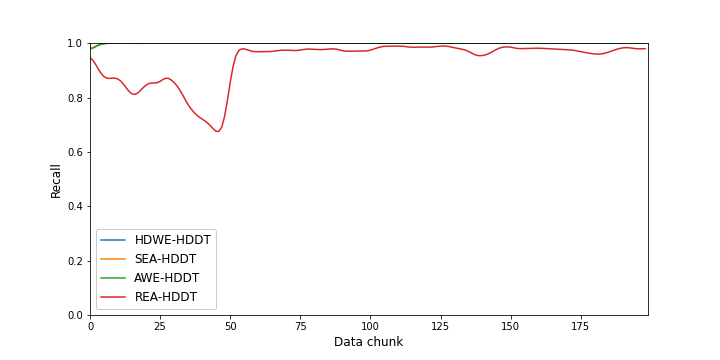 1.0
0.8
0.6
0.4
0.2
0.0
Recall
HDWE-HDDT
SEA-HDDT
AWE-HDDT
REA-HDDT
0 25 50 75 100 125 150 175
Data chunk